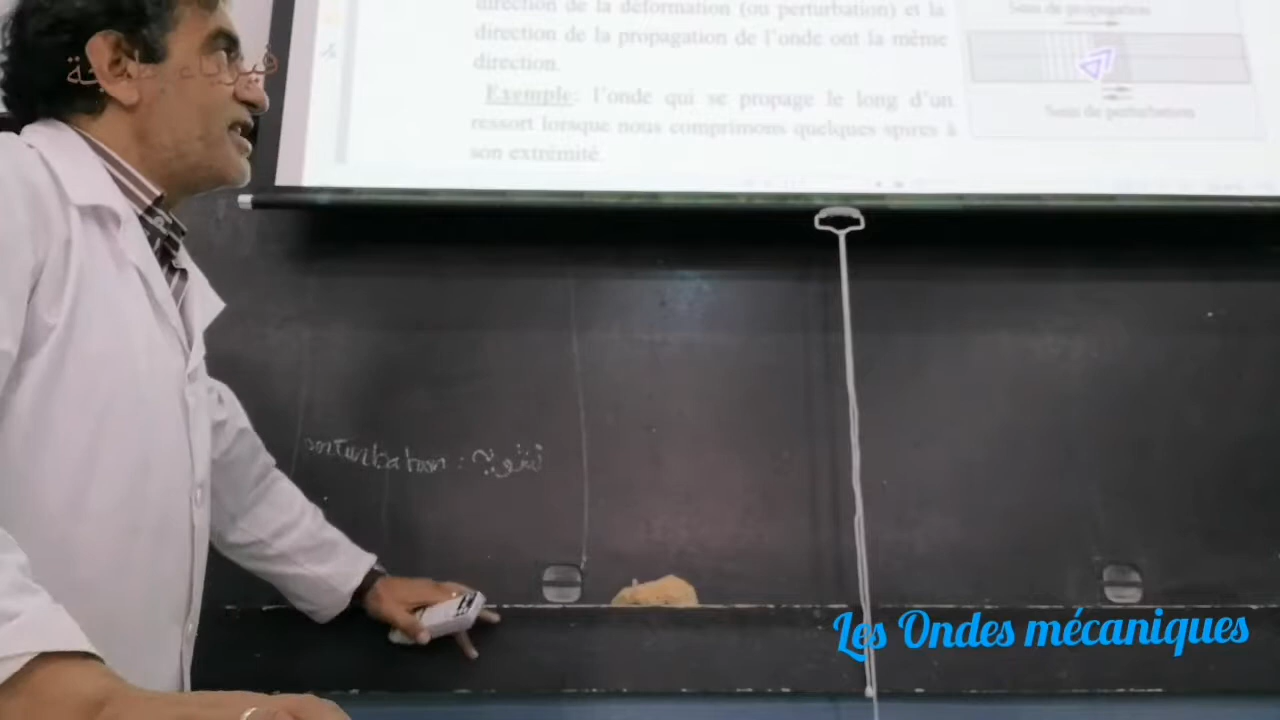 direction de la déformation (ou perturbation) et la
direction de la propagation de l'onde ont la même
direction.
Exemple: l'onde qui se propage le long d'un
ressort lorsque nous comprimons quelques spires à
son extrémité.
Sens de propagation
Sens de perturbation
perturbation :
Les Ondes mécaniques